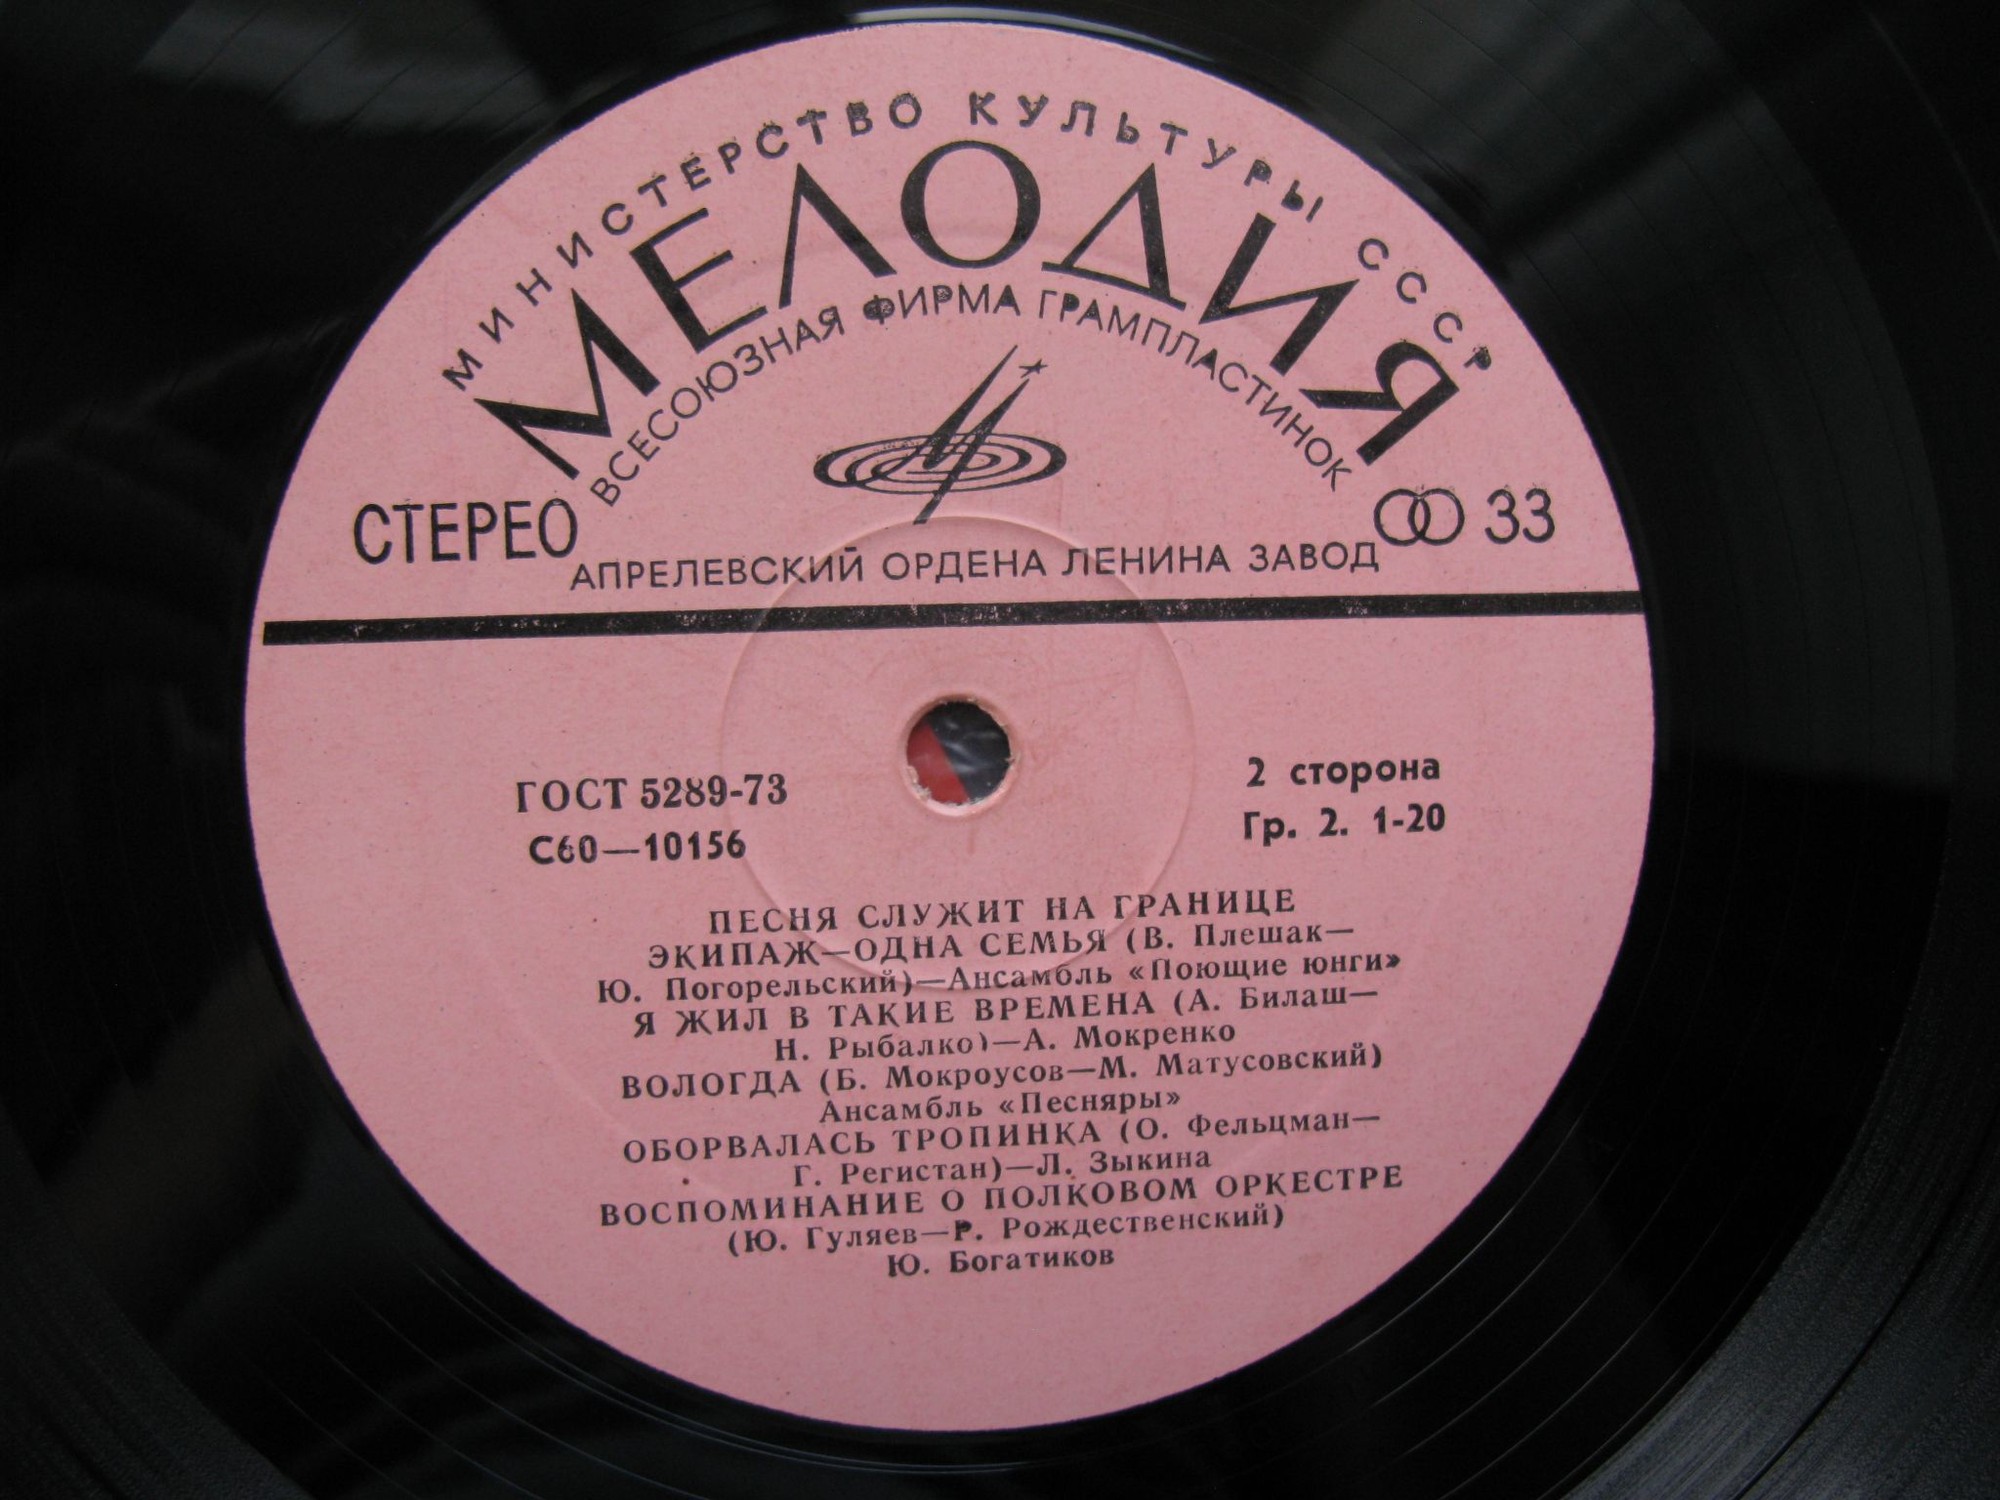 МИНИСТЕРСТВО КУЛЬТУРЫ СССР
МЕЛОДИЯ
ВСЕСОЮЗНАЯ ФИРМА ГРАМПЛАСТИНОК
СТЕРЕО
33
АПРЕЛЕВСКИЙ ОРДЕНА ЛЕНИНА ЗАВОД
ГОСТ 5289-73
2 сторона
С60—10156
Гр. 2. 1-20
ПЕСНЯ СЛУЖИТ НА ГРАНИЦЕ
ЭКИПАЖ—ОДНА СЕМЬЯ (В. Плешак—
Ю. Погорельский)—Ансамбль «Поющие юнги»
Я ЖИЛ В ТАКИЕ ВРЕМЕНА (А. Билаш—
Н. Рыбалко)—А. Мокренко
ВОЛОГДА (Б. Мокроусов—М. Матусовский)
Ансамбль «Песняры»
ОБОРВАЛАСЬ ТРОПИНКА (О. Фельцман—
Г. Регистан)—Л. Зыкина
ВОСПОМИНАНИЕ О ПОЛКОВОМ ОРКЕСТРЕ
(Ю. Гуляев—Р. Рождественский)
Ю. Богатиков